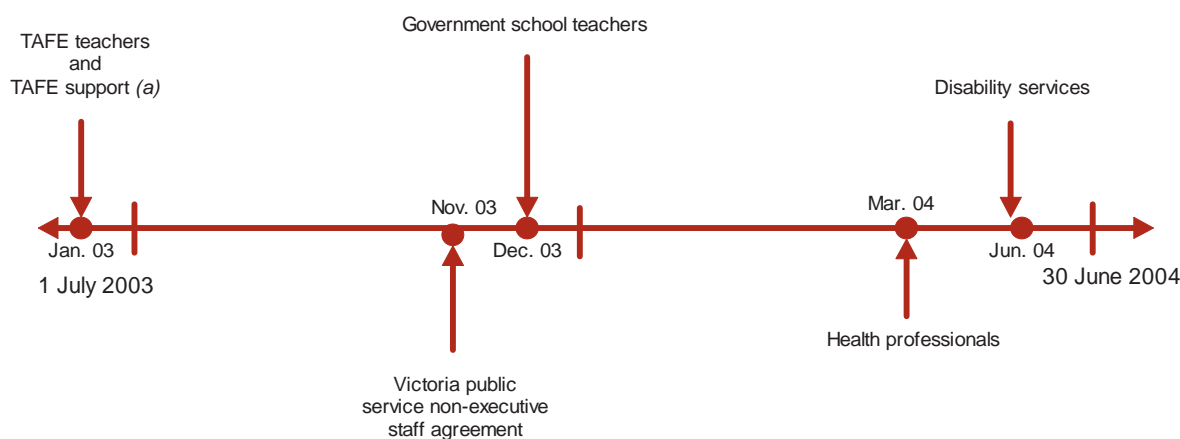 Government school teachers
TAFE teachers
and
TAFE support (a)
Disability services
Nov. 03
Mar. 04
Jan. 03
Dec. 03
Jun. 04
1 July 2003
30 June 2004
Health professionals
Victoria public
service non-executive
staff agreement